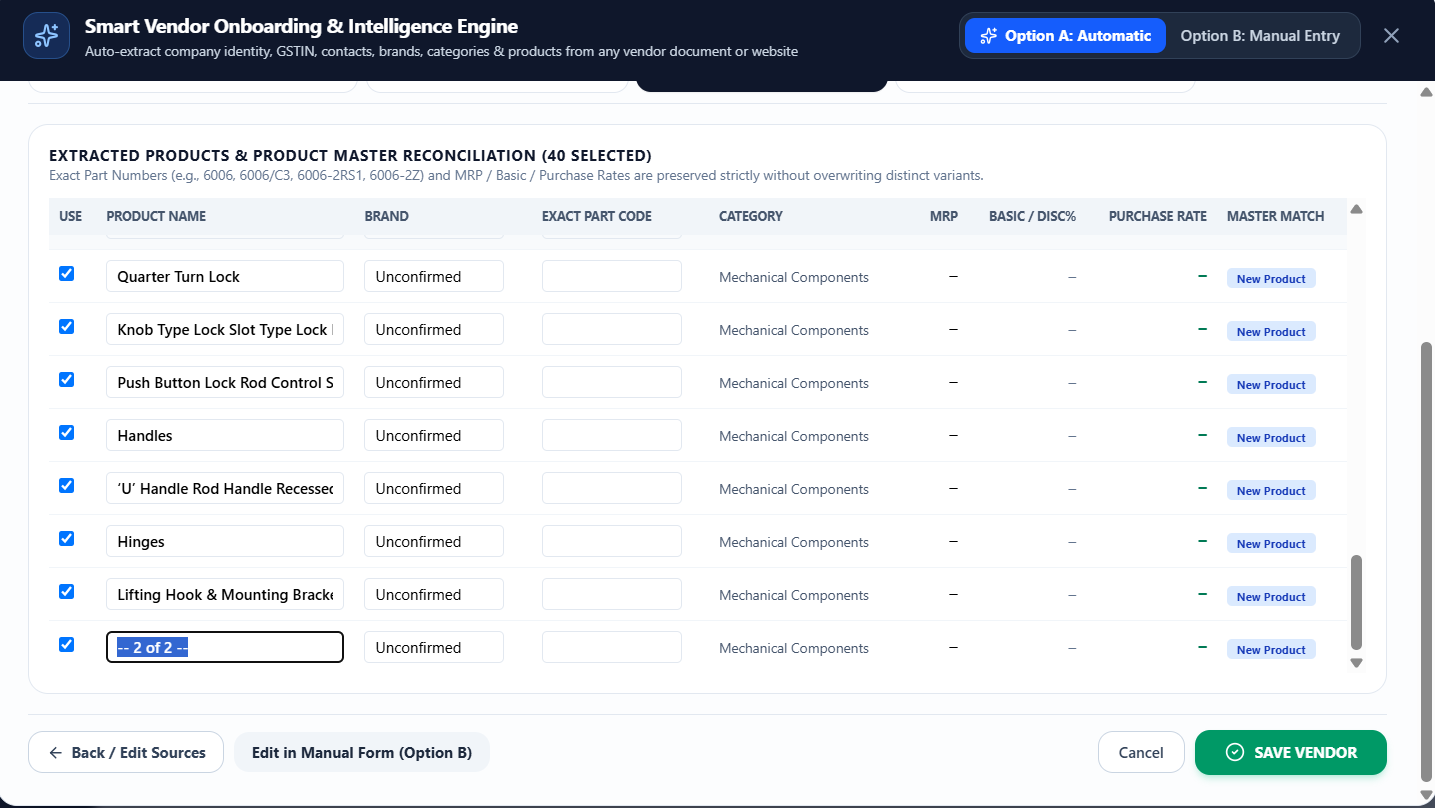 Smart Vendor Onboarding & Intelligence Engine
Auto-extract company identity, GSTIN, contacts, brands, categories & products from any vendor document or website
Option A: Automatic
Option B: Manual Entry
EXTRACTED PRODUCTS & PRODUCT MASTER RECONCILIATION (40 SELECTED)
Exact Part Numbers (e.g., 6006, 6006/C3, 6006-2RS1, 6006-2Z) and MRP / Basic / Purchase Rates are preserved strictly without overwriting distinct variants.
USE PRODUCT NAME BRAND EXACT PART CODE CATEGORY MRP BASIC / DISC% PURCHASE RATE MASTER MATCH
Quarter Turn Lock Unconfirmed Mechanical Components — — — New Product
Knob Type Lock Slot Type Lock Unconfirmed Mechanical Components — — — New Product
Push Button Lock Rod Control S Unconfirmed Mechanical Components — — — New Product
Handles Unconfirmed Mechanical Components — — — New Product
‘U’ Handle Rod Handle Recessed Unconfirmed Mechanical Components — — — New Product
Hinges Unconfirmed Mechanical Components — — — New Product
Lifting Hook & Mounting Bracke Unconfirmed Mechanical Components — — — New Product
-- 2 of 2 -- Unconfirmed Mechanical Components — — — New Product
← Back / Edit Sources
Edit in Manual Form (Option B)
Cancel
SAVE VENDOR